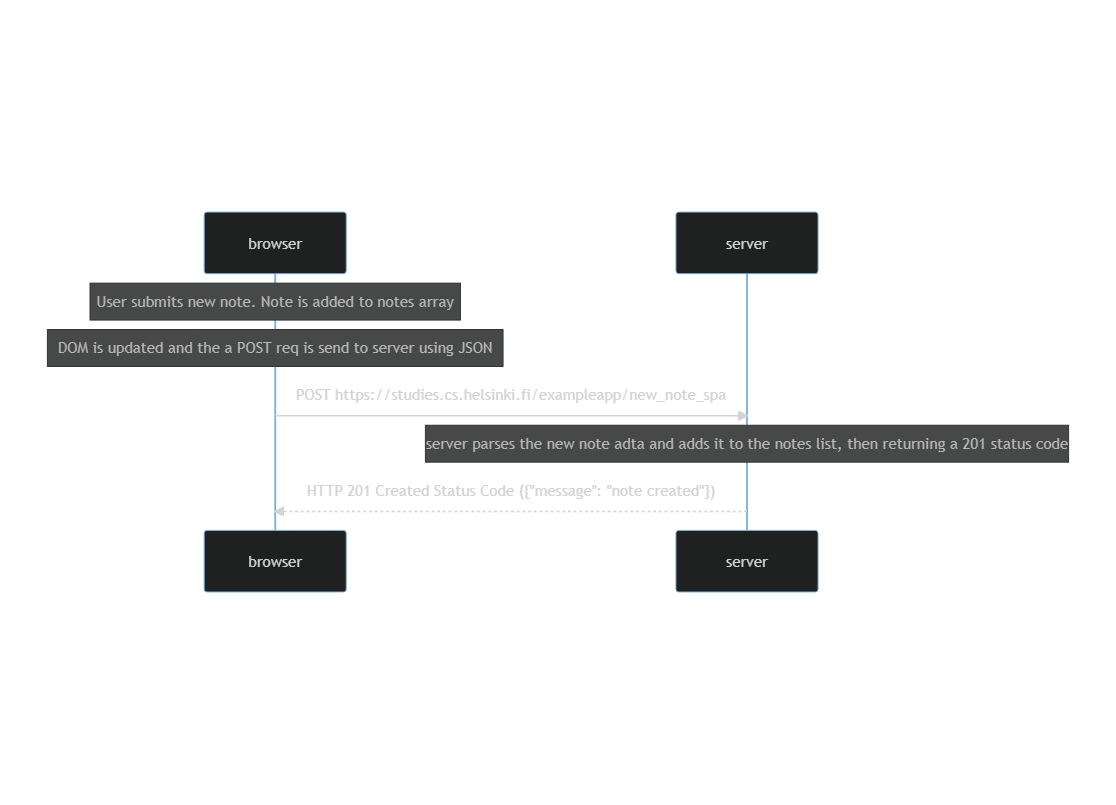 browser
server
User submits new note. Note is added to notes array
DOM is updated and the a POST req is send to server using JSON
POST https://studies.cs.helsinki.fi/exampleapp/new_note_spa
server parses the new note adta and adds it to the notes list, then returning a 201 status code
HTTP 201 Created Status Code ({"message": "note created"})
browser
server